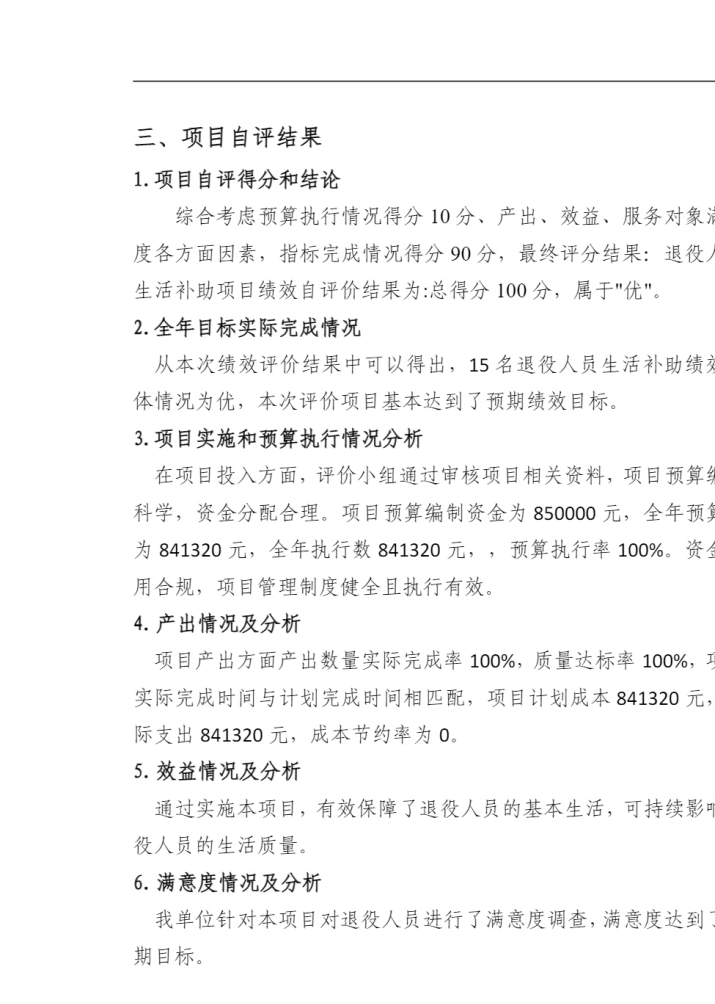 三、项目自评结果
1.项目自评得分和结论
综合考虑预算执行情况得分 10 分、产出、效益、服务对象满
度各方面因素，指标完成情况得分 90 分，最终评分结果：退役人
生活补助项目绩效自评价结果为:总得分 100 分，属于"优"。
2.全年目标实际完成情况
从本次绩效评价结果中可以得出，15 名退役人员生活补助绩效
体情况为优，本次评价项目基本达到了预期绩效目标。
3.项目实施和预算执行情况分析
在项目投入方面，评价小组通过审核项目相关资料，项目预算编
科学，资金分配合理。项目预算编制资金为 850000 元，全年预算
为 841320 元，全年执行数 841320 元，，预算执行率 100%。资金
用合规，项目管理制度健全且执行有效。
4. 产出情况及分析
项目产出方面产出数量实际完成率 100%，质量达标率 100%，项
实际完成时间与计划完成时间相匹配，项目计划成本 841320 元，
际支出 841320 元，成本节约率为 0。
5. 效益情况及分析
通过实施本项目，有效保障了退役人员的基本生活，可持续影响
役人员的生活质量。
6. 满意度情况及分析
我单位针对本项目对退役人员进行了满意度调查，满意度达到了
期目标。